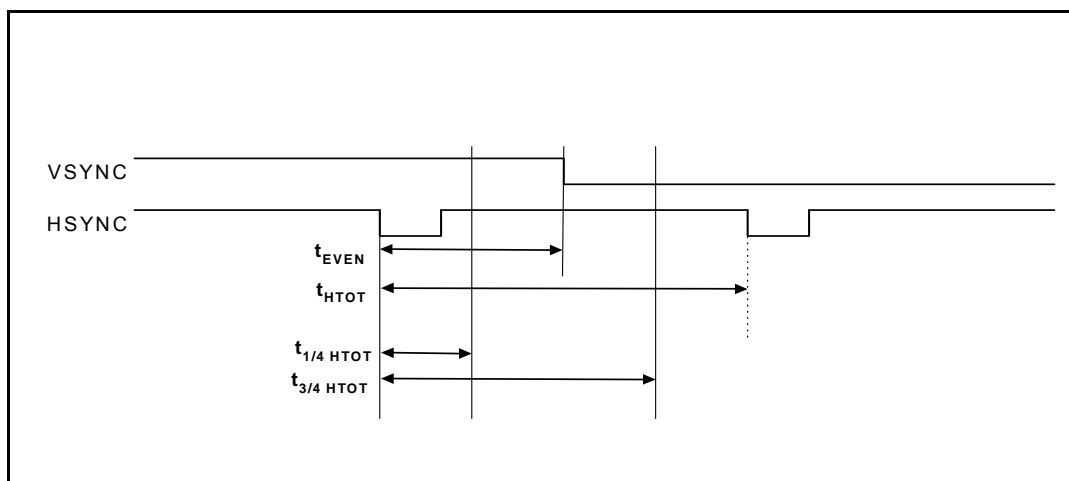 VSYNC
HSYNC
tEVEN
tHTOT
t1/4 HTOT
t3/4 HTOT